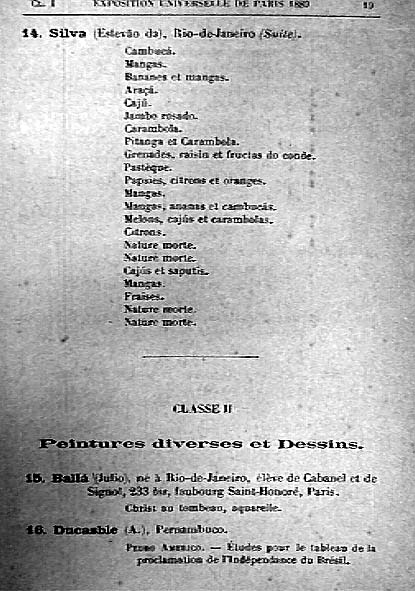 CL. I EXPOSITION UNIVERSELLE DE PARIS 1889 19
14. Silva (Estevão da), Rio-de-Janeiro (Suite).
Cambucá.
Mangas.
Bananes et mangas.
Araçá.
Cajú.
Jambo rosado.
Carambola.
Pitanga et Carambola.
Grenades, raisin et fructas do conde.
Pastèque.
Papaoes, citrons et oranges.
Mangas.
Mangas, ananas et cambucás.
Melons, cajús et carambolas.
Citrons.
Nature morte.
Nature morte.
Cajús et saputis.
Mangas.
Fraises.
Nature morte.
Nature morte.
CLASSE II
Peintures diverses et Dessins.
15. Ballá (Julio), né à Rio-de-Janeiro, élève de Cabanel et de
Signol, 233 bis, faubourg Saint-Honoré, Paris.
Christ au tombeau, aquarelle.
16. Ducasble (A.), Pernambuco.
PEDRO AMERICO. — Études pour le tableau de la
proclamation de l'Indépendance du Brésil.